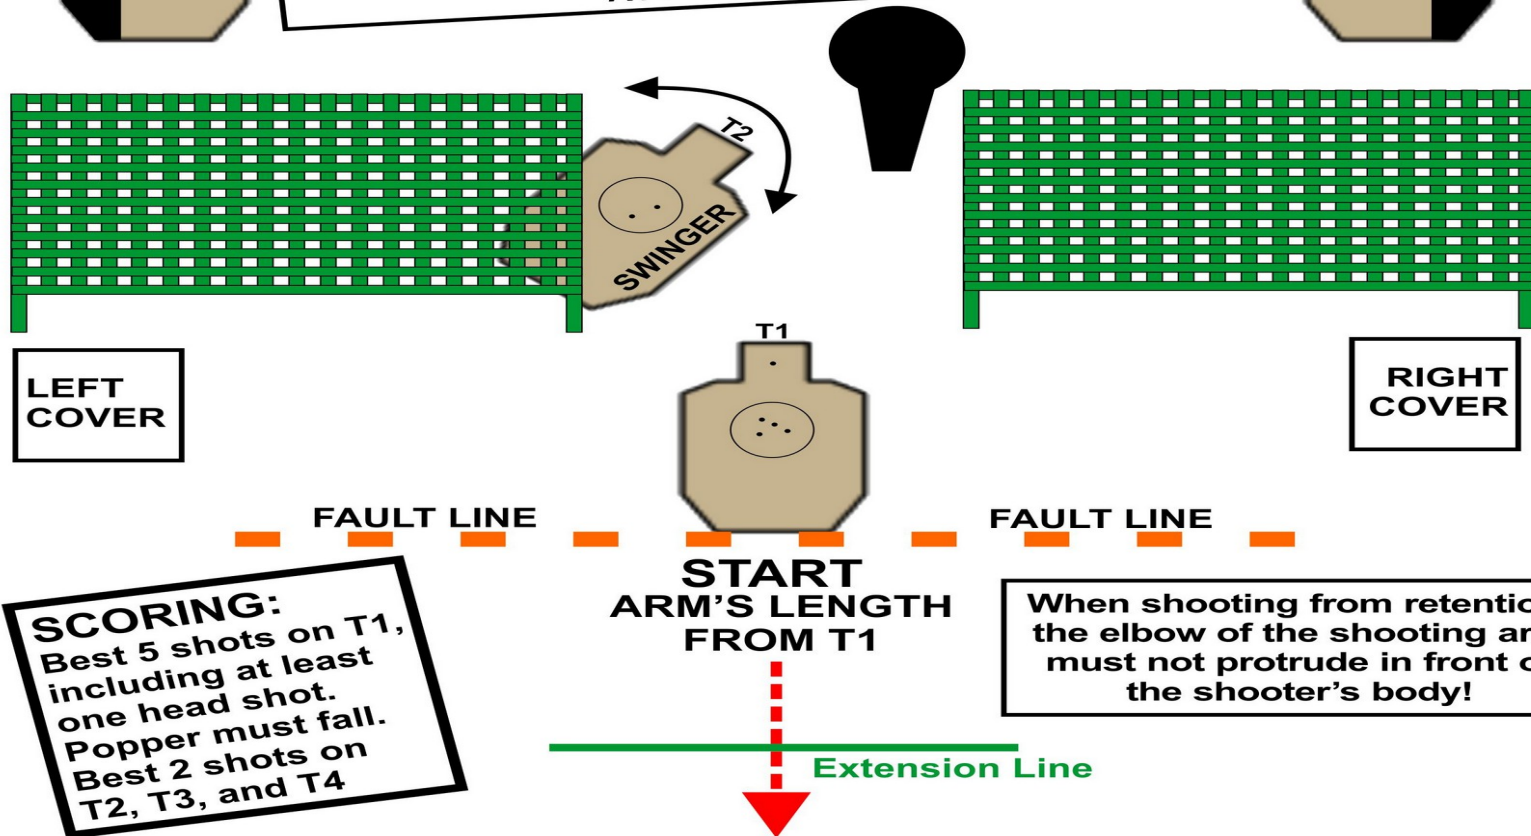 T2
SWINGER
T1
LEFT
COVER
RIGHT
COVER
FAULT LINE
FAULT LINE
START
ARM’S LENGTH
FROM T1
SCORING:
Best 5 shots on T1,
including at least
one head shot.
Popper must fall.
Best 2 shots on
T2, T3, and T4
When shooting from
the elbow of the shooting
must not protrude in front
the shooter’s body!
Extension Line